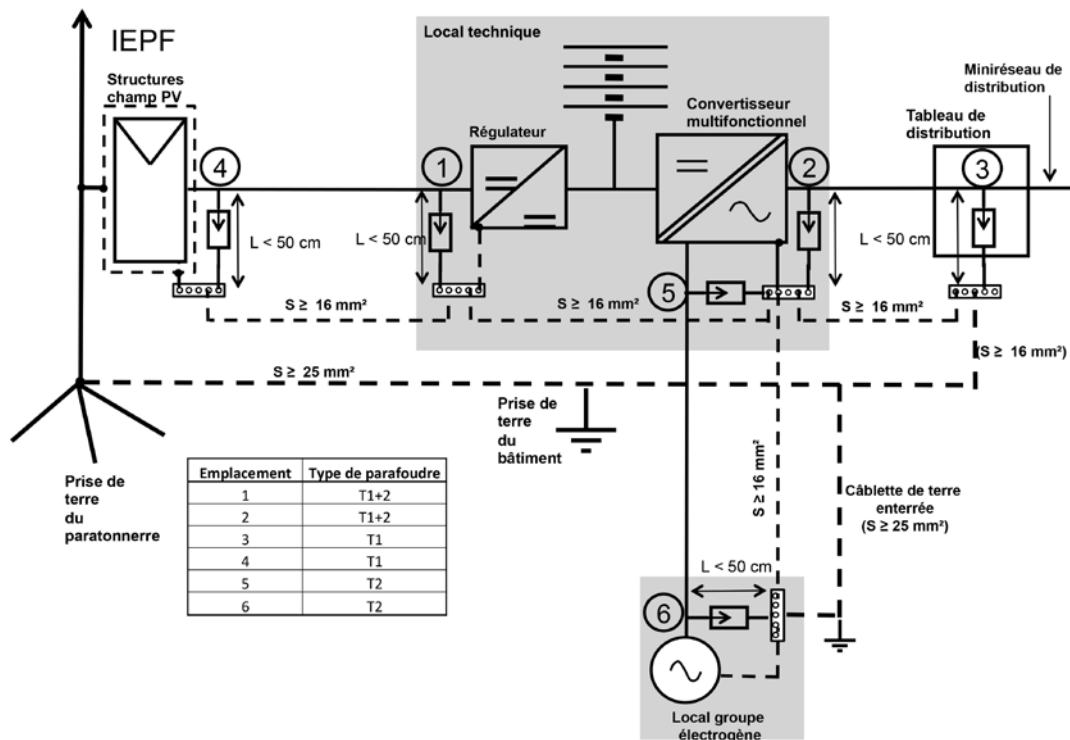 IEPF
Structures
champ PV
4
L < 50 cm
S ≥ 16 mm²
Local technique
1
Régulateur
L < 50 cm
S ≥ 16 mm²
Convertisseur
multifonctionnel
2
L < 50 cm
5
S ≥ 16 mm²
Miniréseau de
distribution
Tableau de
distribution
3
(S ≥ 16 mm²)
S ≥ 25 mm²
Prise de
terre
du
bâtiment
Prise de
terre
du
paratonnerre
Emplacement Type de parafoudre
1 T1+2
2 T1+2
3 T1
4 T1
5 T2
6 T2
S ≥ 16 mm²
Câblette de terre
enterrée
(S ≥ 25 mm²)
L < 50 cm
6
Local groupe
électrogène